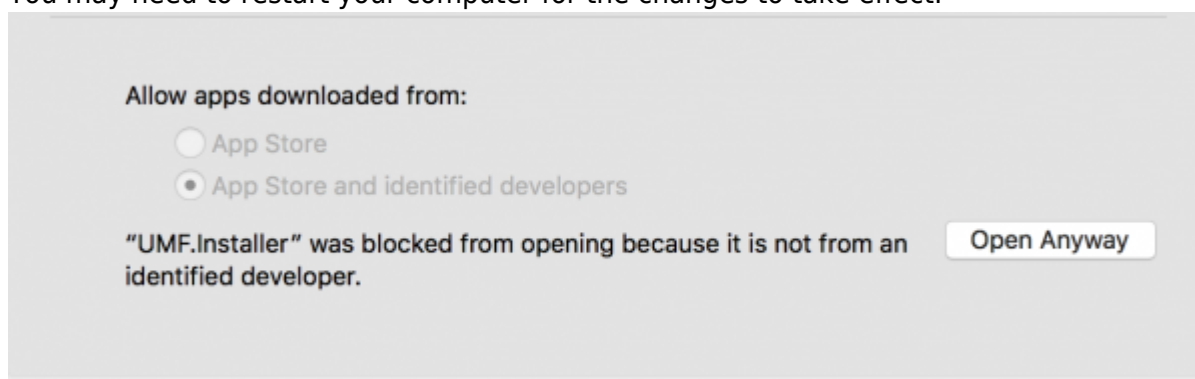 You may need to restart your computer for the changes to take effect.
Allow apps downloaded from:
App Store
App Store and identified developers
“UMF.Installer” was blocked from opening because it is not from an
Open Anyway
identified developer.